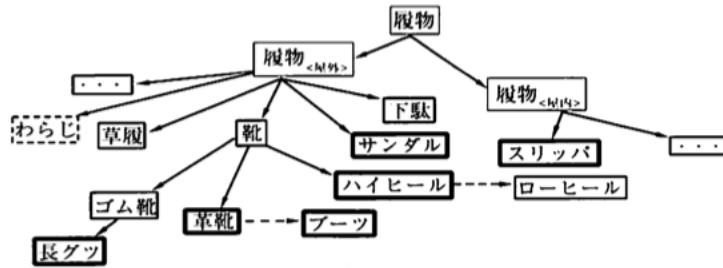 履物
履物<屋外>
履物<屋内>
・・・
わらじ
草履
靴
下駄
サンダル
スリッパ
・・・
ゴム靴
革靴
ブーツ
ハイヒール
ローヒール
長グツ